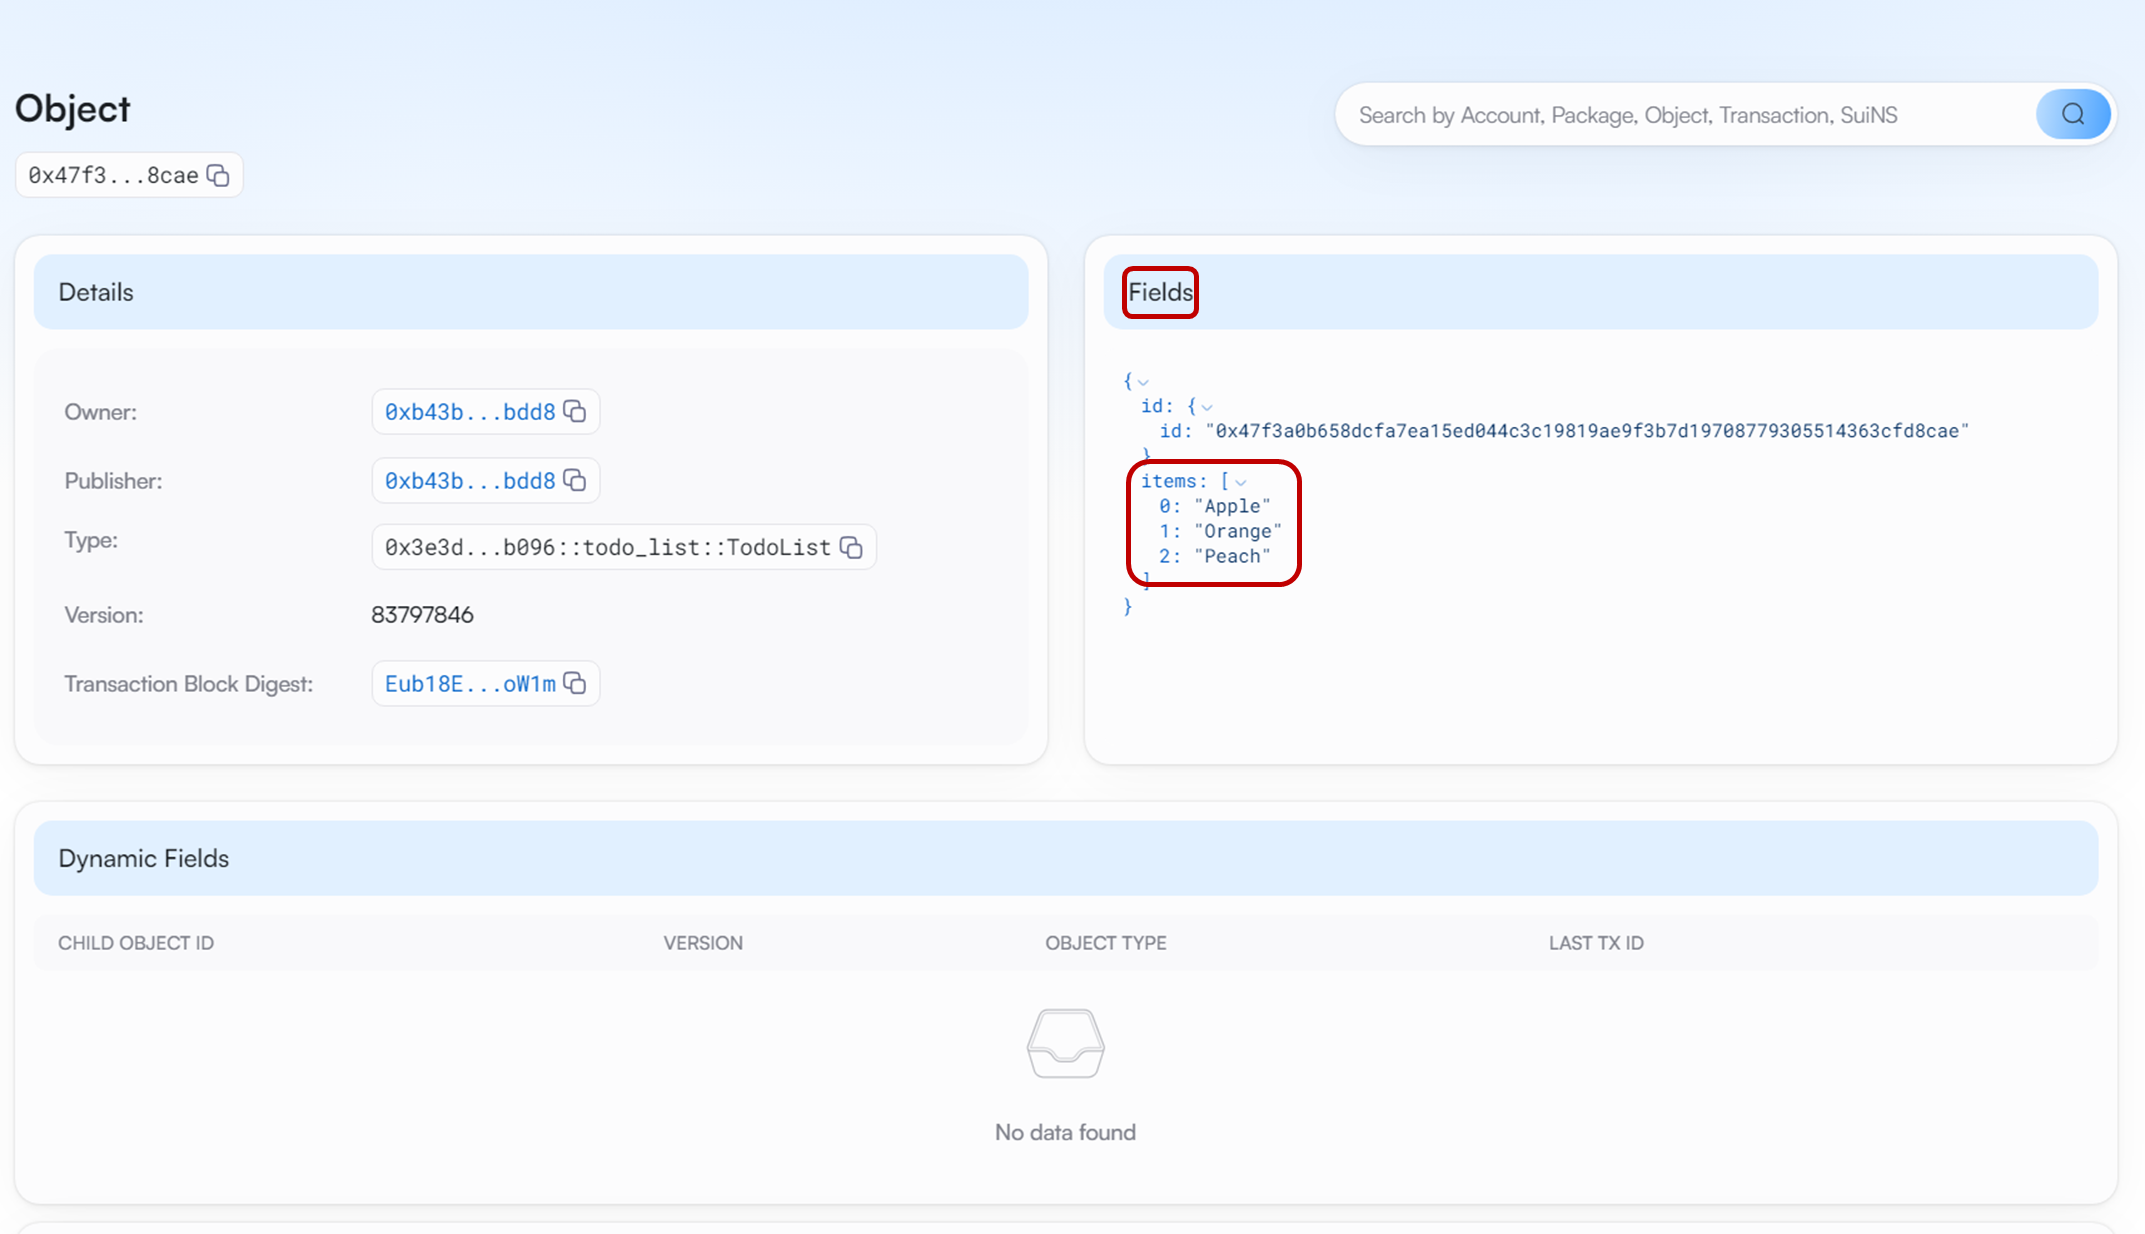 Object
Search by Account, Package, Object, Transaction, SuiNS
0x47f3...8cae
Details
Owner:
0xb43b...bdd8
Publisher:
0xb43b...bdd8
Type:
0x3e3d...b096::todo_list::TodoList
Version:
83797846
Transaction Block Digest:
Eub18E...oW1m
Fields
{
id: {
id: "0x47f3a0b658dcfa7ea15ed044c3c19819ae9f3b7d19708779305514363cfd8cae"
}
items: [
0: "Apple"
1: "Orange"
2: "Peach"
]
}
Dynamic Fields
CHILD OBJECT ID
VERSION
OBJECT TYPE
LAST TX ID
No data found